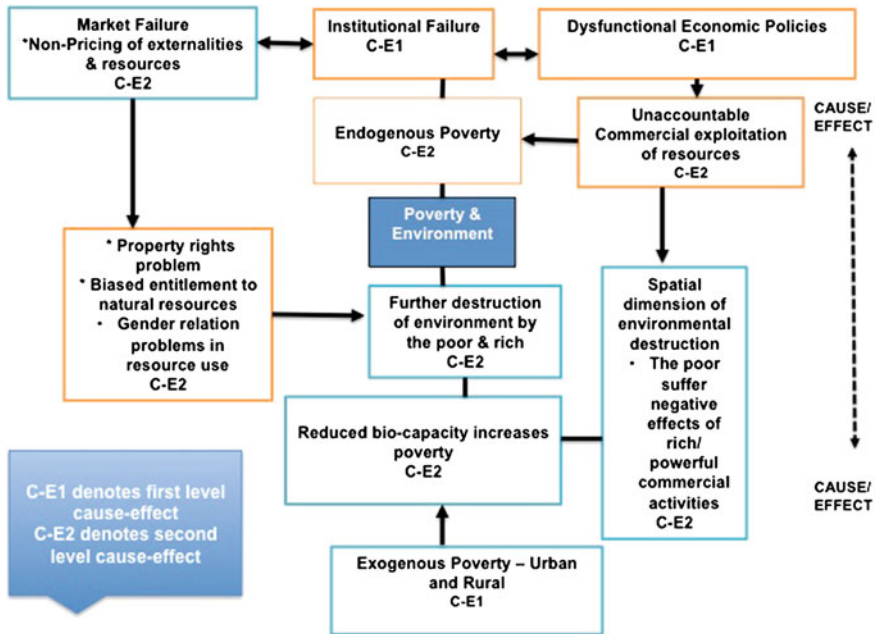 Market Failure
*Non-Pricing of externalities
& resources
C-E2
Institutional Failure
C-E1
Dysfunctional Economic Policies
C-E1
Endogenous Poverty
C-E2
Unaccountable
Commercial exploitation
of resources
C-E2
CAUSE/
EFFECT
Poverty &
Environment
* Property rights
problem
* Biased entitlement to
natural resources
• Gender relation
problems in
resource use
C-E2
Further destruction
of environment by
the poor & rich
C-E2
Spatial
dimension of
environmental
destruction
• The poor
suffer
negative
effects of
rich/
powerful
commercial
activities
C-E2
Reduced bio-capacity increases
poverty
C-E2
C-E1 denotes first level
cause-effect
C-E2 denotes second
level cause-effect
CAUSE/
EFFECT
Exogenous Poverty – Urban
and Rural
C-E1